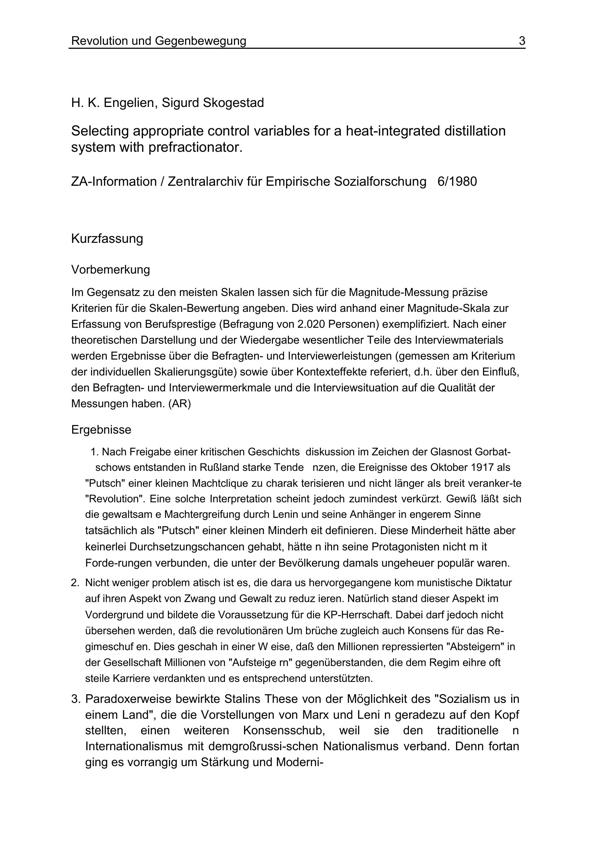 Revolution und Gegenbewegung 3
H. K. Engelien, Sigurd Skogestad
Selecting appropriate control variables for a heat-integrated distillation
system with prefractionator.
ZA-Information / Zentralarchiv für Empirische Sozialforschung 6/1980
Kurzfassung
Vorbemerkung
Im Gegensatz zu den meisten Skalen lassen sich für die Magnitude-Messung präzise
Kriterien für die Skalen-Bewertung angeben. Dies wird anhand einer Magnitude-Skala zur
Erfassung von Berufsprestige (Befragung von 2.020 Personen) exemplifiziert. Nach einer
theoretischen Darstellung und der Wiedergabe wesentlicher Teile des Interviewmaterials
werden Ergebnisse über die Befragten- und Interviewerleistungen (gemessen am Kriterium
der individuellen Skalierungsgüte) sowie über Kontexteffekte referiert, d.h. über den Einfluß,
den Befragten- und Interviewermerkmale und die Interviewsituation auf die Qualität der
Messungen haben. (AR)
Ergebnisse
1. Nach Freigabe einer kritischen Geschichts diskussion im Zeichen der Glasnost Gorbat-
schows entstanden in Rußland starke Tende nzen, die Ereignisse des Oktober 1917 als
"Putsch" einer kleinen Machtclique zu charak terisieren und nicht länger als breit veranker-te
"Revolution". Eine solche Interpretation scheint jedoch zumindest verkürzt. Gewiß läßt sich
die gewaltsam e Machtergreifung durch Lenin und seine Anhänger in engerem Sinne
tatsächlich als "Putsch" einer kleinen Minderh eit definieren. Diese Minderheit hätte aber
keinerlei Durchsetzungschancen gehabt, hätte n ihn seine Protagonisten nicht m it
Forde-rungen verbunden, die unter der Bevölkerung damals ungeheuer populär waren.
2. Nicht weniger problem atisch ist es, die dara us hervorgegangene kom munistische Diktatur
auf ihren Aspekt von Zwang und Gewalt zu reduz ieren. Natürlich stand dieser Aspekt im
Vordergrund und bildete die Voraussetzung für die KP-Herrschaft. Dabei darf jedoch nicht
übersehen werden, daß die revolutionären Um brüche zugleich auch Konsens für das Re-
gimeschuf en. Dies geschah in einer W eise, daß den Millionen repressierten "Absteigern" in
der Gesellschaft Millionen von "Aufsteige rn" gegenüberstanden, die dem Regim eihre oft
steile Karriere verdankten und es entsprechend unterstützten.
3. Paradoxerweise bewirkte Stalins These von der Möglichkeit des "Sozialism us in
einem Land", die die Vorstellungen von Marx und Leni n geradezu auf den Kopf
stellten, einen weiteren Konsensschub, weil sie den traditionelle n
Internationalismus mit demgroßrussi-schen Nationalismus verband. Denn fortan
ging es vorrangig um Stärkung und Moderni-